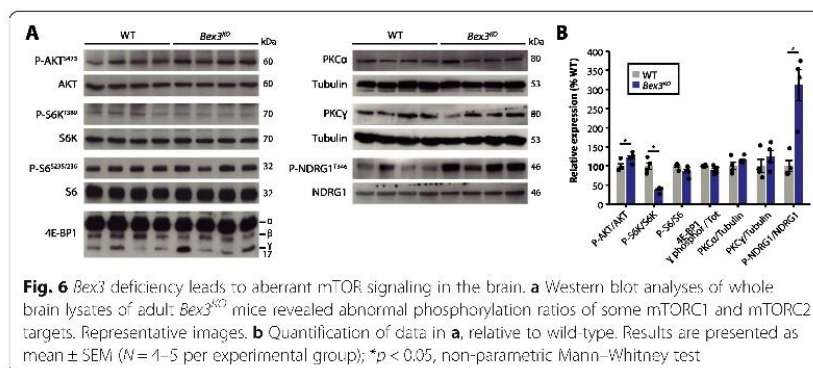 A
WT Bex3KO kDa
P-AKTS473 60
AKT 60
P-S6KT389 70
S6K 70
P-S6S235/236 32
S6 32
4E-BP1 α
β
γ
17
WT Bex3KO kDa
PKCα 80
Tubulin 53
PKCγ 80
Tubulin 53
P-NDRG1T346 46
NDRG1 46
B
Relative expression (% WT)
400
350
300
250
200
150
100
50
0
WT
Bex3KO
P-AKT/AKT
P-S6K/S6K
P-S6/S6
4E-BP1
γ phosphor/Tot
PKCα/Tubulin
PKCγ/Tubulin
P-NDRG1/NDRG1
Fig. 6 Bex3 deficiency leads to aberrant mTOR signaling in the brain. a Western blot analyses of whole
brain lysates of adult Bex3KO mice revealed abnormal phosphorylation ratios of some mTORC1 and mTORC2
targets. Representative images. b Quantification of data in a, relative to wild-type. Results are presented as
mean ± SEM (N = 4–5 per experimental group); *p < 0.05, non-parametric Mann–Whitney test